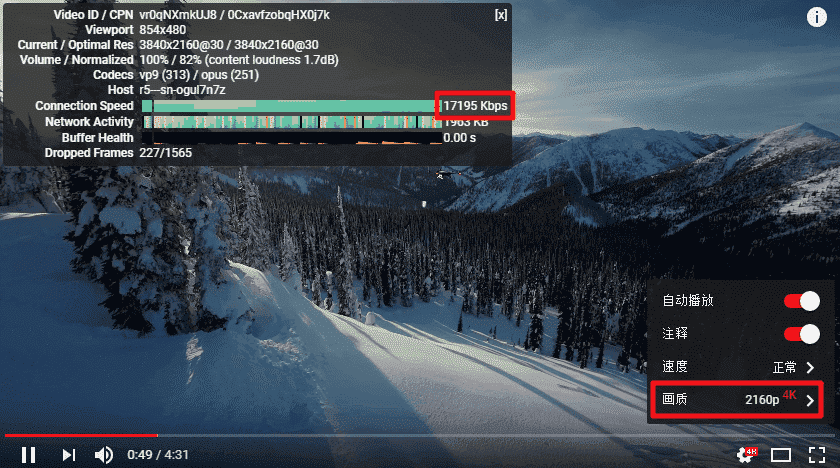 Video ID / CPN vr0qNXmkUJ8 / 0CxavfzobqHX0j7k [x]
Viewport 854x480
Current / Optimal Res 3840x2160@30 / 3840x2160@30
Volume / Normalized 100% / 82% (content loudness 1.7dB)
Codecs vp9 (313) / opus (251)
Host r5---sn-ogul7n7z
Connection Speed 17195 Kbps
Network Activity 1963 KB
Buffer Health 0.00 s
Dropped Frames 227/1565
自动播放
注释
速度 正常
画质 2160p 4K
0:49 / 4:31 4K